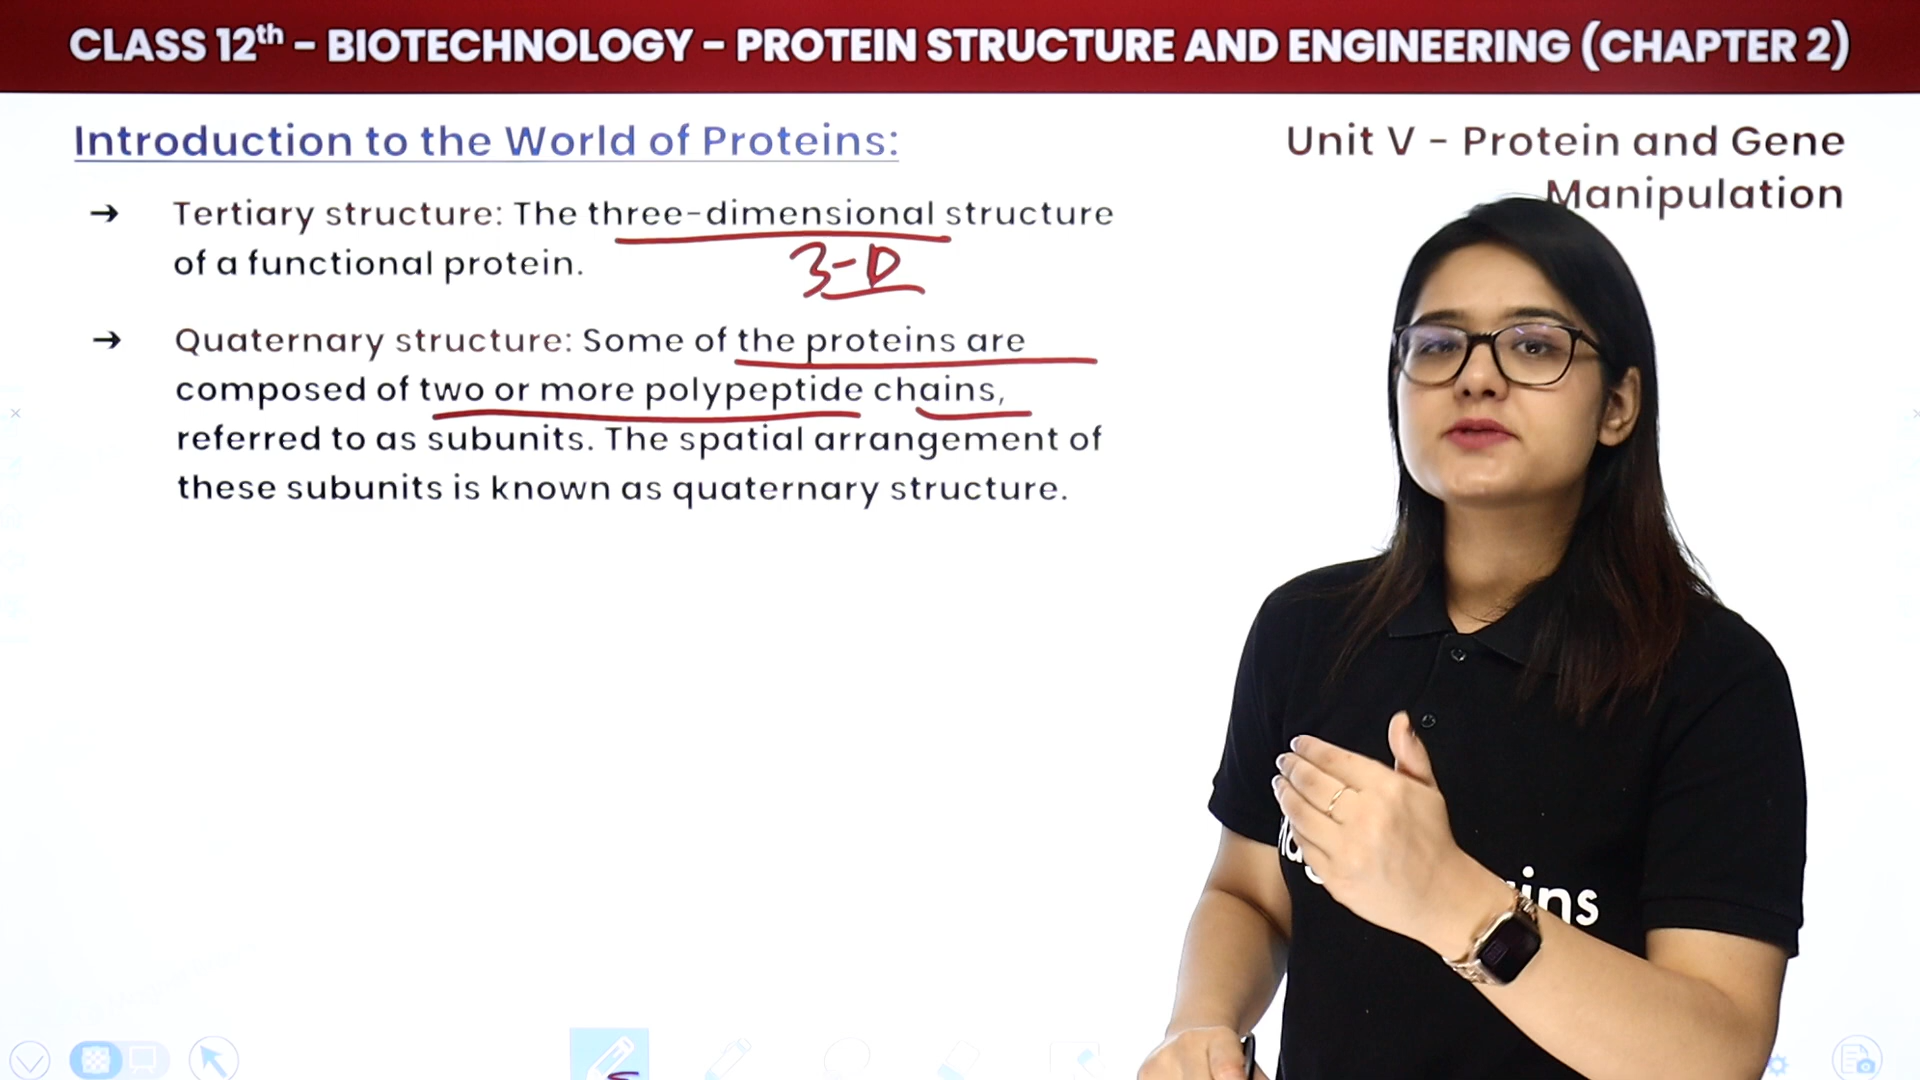 CLASS 12th – BIOTECHNOLOGY – PROTEIN STRUCTURE AND ENGINEERING (CHAPTER 2)
Introduction to the World of Proteins:
Unit V – Protein and Gene
Manipulation
→ Tertiary structure: The three-dimensional structure
of a functional protein.
3-D
→ Quaternary structure: Some of the proteins are
composed of two or more polypeptide chains,
referred to as subunits. The spatial arrangement of
these subunits is known as quaternary structure.